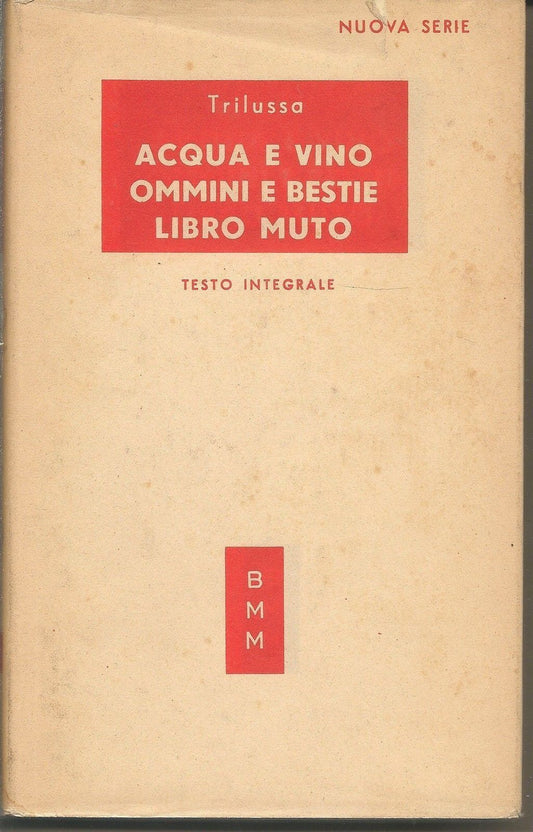 NUOVA SERIE
Trilussa
ACQUA E VINO
OMMINI E BESTIE
LIBRO MUTO
TESTO INTEGRALE
B
M
M